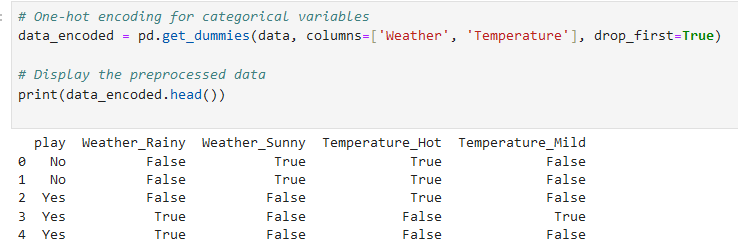 # One-hot encoding for categorical variables
data_encoded = pd.get_dummies(data, columns=['Weather', 'Temperature'], drop_first=True)
# Display the preprocessed data
print(data_encoded.head())
play Weather_Rainy Weather_Sunny Temperature_Hot Temperature_Mild
0 No False True True False
1 No False True True False
2 Yes False False True False
3 Yes True False False True
4 Yes True False False False